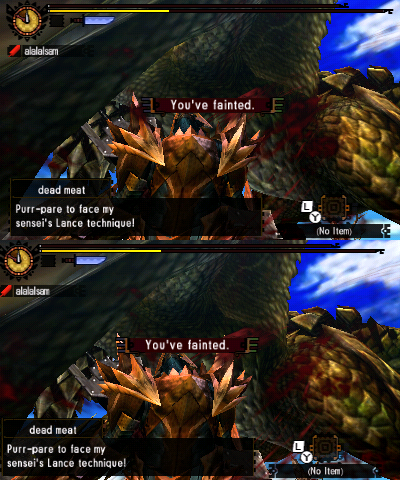 alalalsam
You've fainted.
dead meat
Purr-pare to face my
sensei's Lance technique!
L
Y
(No Item)
alalalsam
You've fainted.
dead meat
Purr-pare to face my
sensei's Lance technique!
L
Y
(No Item)